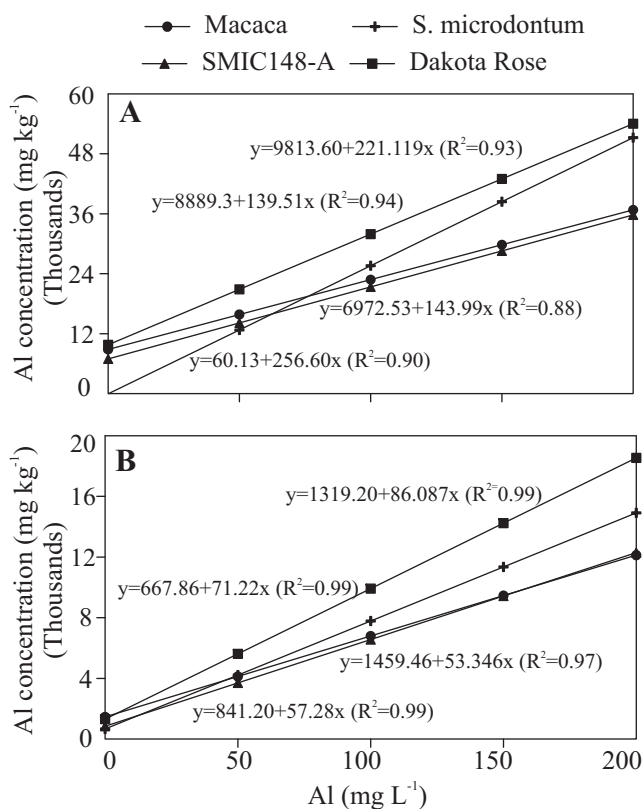 Macaca
S. microdontum
SMIC148-A
Dakota Rose
A
Al concentration (mg kg⁻¹)
(Thousands)
60
48
36
24
12
0
y=9813.60+221.119x (R²=0.93)
y=8889.3+139.51x (R²=0.94)
y=6972.53+143.99x (R²=0.88)
y=60.13+256.60x (R²=0.90)
B
Al concentration (mg kg⁻¹)
(Thousands)
20
16
12
8
4
0
y=1319.20+86.087x (R²⁼0.99)
y=667.86+71.22x (R²=0.99)
y=1459.46+53.346x (R²=0.97)
y=841.20+57.28x (R²=0.99)
0 50 100 150 200
Al (mg L⁻¹)